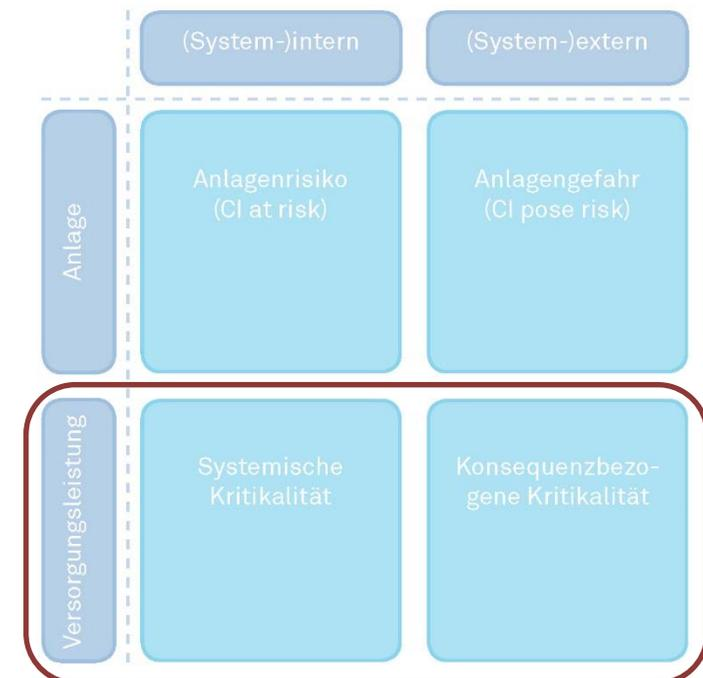 (System-)intern
(System-)extern
Anlage
Anlagenrisiko
(CI at risk)
Anlagengefahr
(CI pose risk)
Versorgungsleistung
Systemische
Kritikalität
Konsequenzbezo-
gene Kritikalität